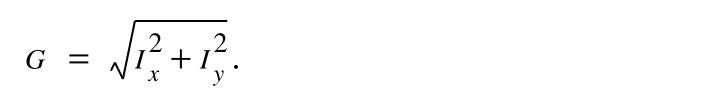 G = √(I_x^2 + I_y^2).